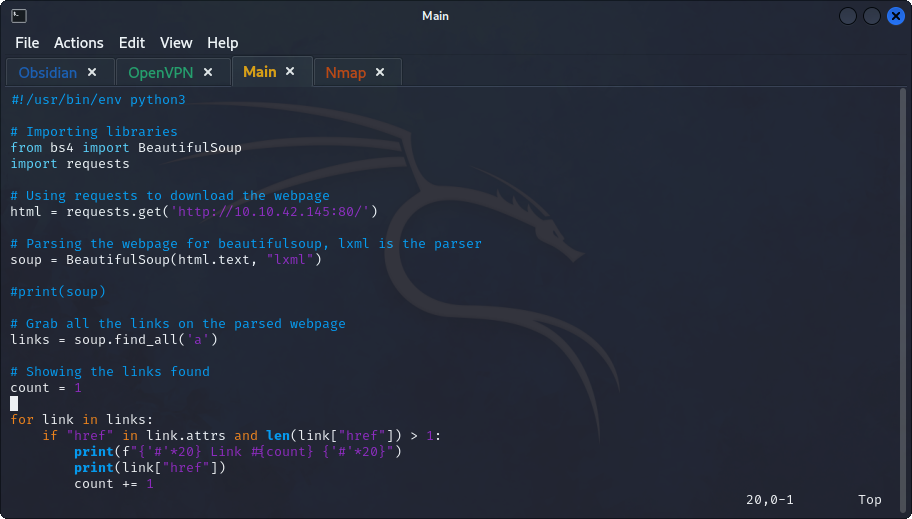 Main
File Actions Edit View Help
Obsidian × OpenVPN × Main × Nmap ×
#!/usr/bin/env python3
# Importing libraries
from bs4 import BeautifulSoup
import requests
# Using requests to download the webpage
html = requests.get('http://10.10.42.145:80/')
# Parsing the webpage for beautifulsoup, lxml is the parser
soup = BeautifulSoup(html.text, "lxml")
#print(soup)
# Grab all the links on the parsed webpage
links = soup.find_all('a')
# Showing the links found
count = 1
for link in links:
    if "href" in link.attrs and len(link["href"]) > 1:
        print(f"{'#'*20} Link #{count} {'#'*20}")
        print(link["href"])
        count += 1
20,0-1 Top